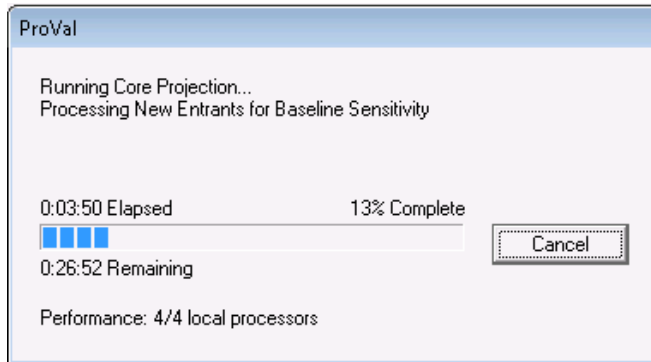 ProVal
Running Core Projection...
Processing New Entrants for Baseline Sensitivity
0:03:50 Elapsed 13% Complete
Cancel
0:26:52 Remaining
Performance: 4/4 local processors